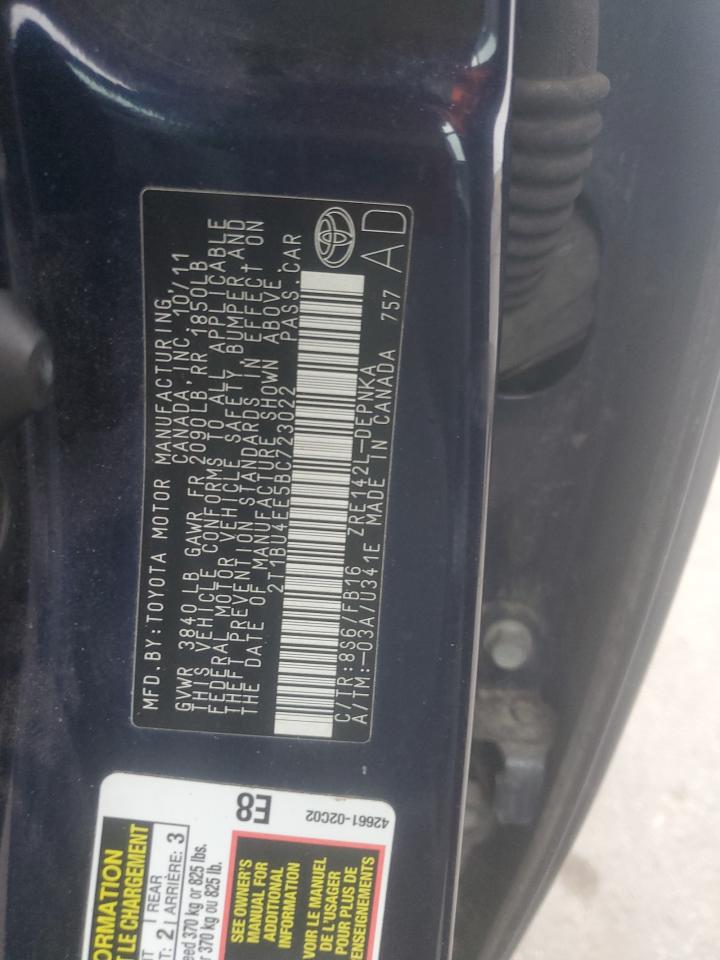 MFD.BY:TOYOTA MOTOR MANUFACTURING,
CANADA,INC. 10/11
GVWR 3840LB GAWR FR 2090LB RR 1850LB
THIS VEHICLE CONFORMS TO ALL APPLICABLE
FEDERAL MOTOR VEHICLE SAFETY, BUMPER, AND
THEFT PREVENTION STANDARDS IN EFFECT ON
THE DATE OF MANUFACTURE SHOWN ABOVE.
2T1BU4EE5BC723022 PASS.CAR
C/TR:8S6/FB16 ZRE142L-DEPNKA
A/TM:-03A/U341E MADE IN CANADA 757
AD
E8
42661-02C02
ORMATION
T LE CHARGEMENT
REAR
T: 2 | ARRIÈRE: 3
eed 370 kg or 825 lbs.
r 370 kg ou 825 lb.
SEE OWNER'S
MANUAL FOR
ADDITIONAL
INFORMATION
VOIR LE MANUEL
DE L'USAGER
POUR PLUS DE
RENSEIGNEMENTS